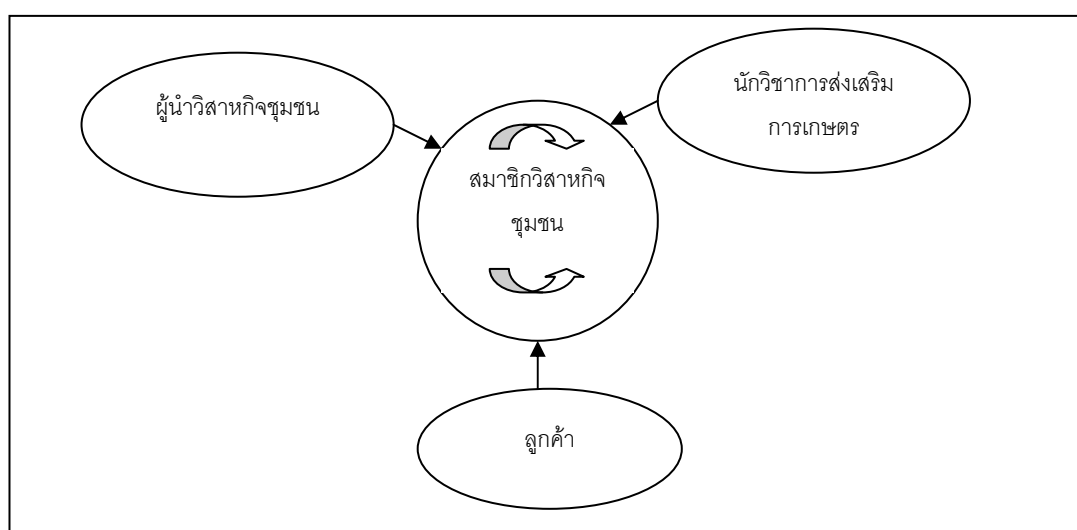 ผู้นำวิสาหกิจชุมชน
นักวิชาการส่งเสริม
การเกษตร
สมาชิกวิสาหกิจ
ชุมชน
ลูกค้า